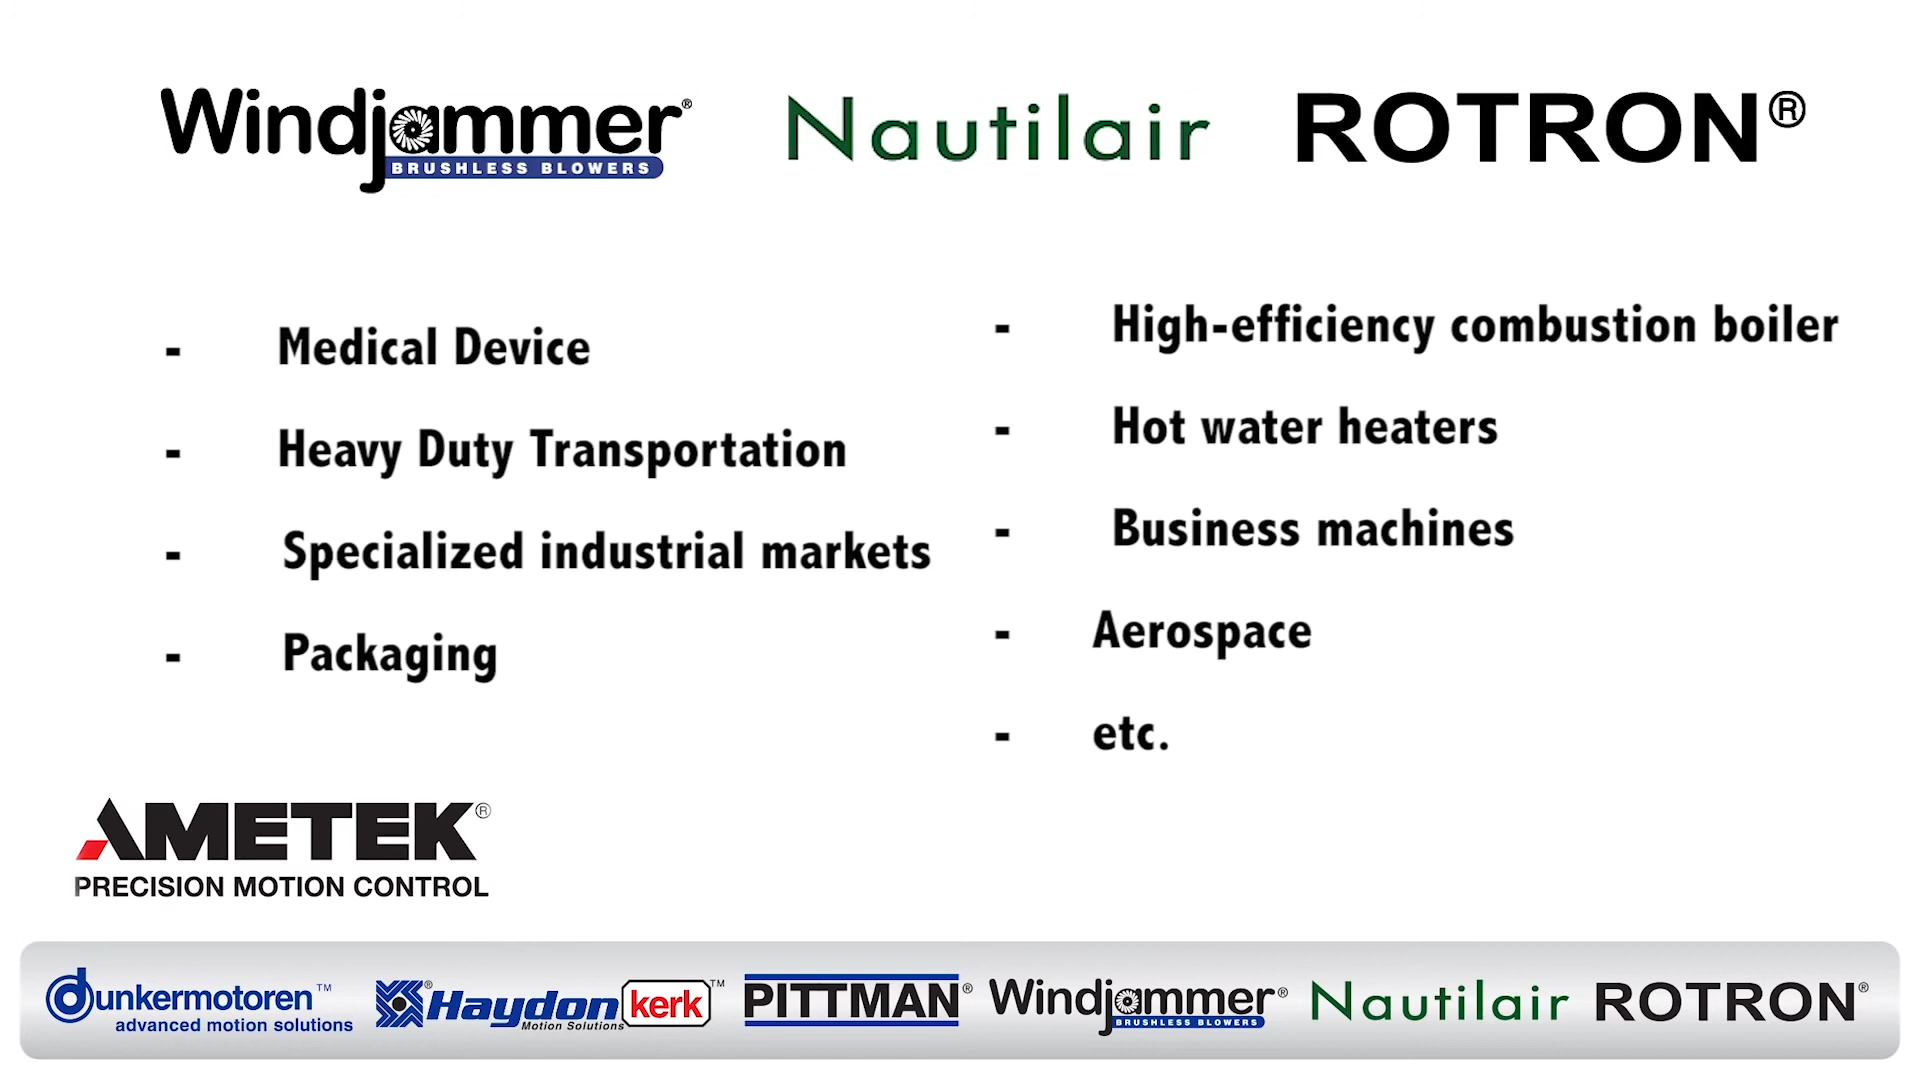 Windjammer®
BRUSHLESS BLOWERS
Nautilair
ROTRON®
- Medical Device
- Heavy Duty Transportation
- Specialized industrial markets
- Packaging
- High-efficiency combustion boiler
- Hot water heaters
- Business machines
- Aerospace
- etc.
AMETEK®
PRECISION MOTION CONTROL
dunkermotoren™
advanced motion solutions
®Haydon kerk™
Motion Solutions
PITTMAN®
Windjammer®
BRUSHLESS BLOWERS
Nautilair
ROTRON®